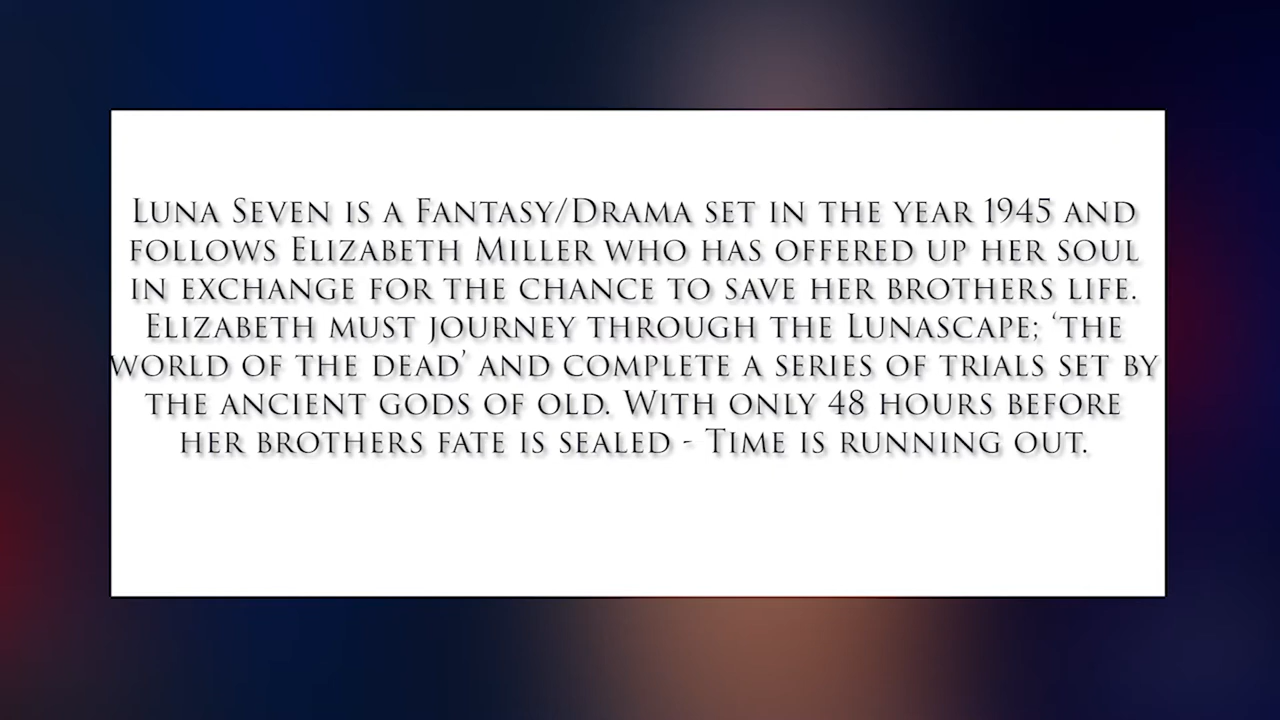 Luna Seven is a Fantasy/Drama set in the year 1945 and
follows Elizabeth Miller who has offered up her soul
in exchange for the chance to save her brothers life.
Elizabeth must journey through the Lunascape; ‘the
world of the dead’ and complete a series of trials set by
the ancient gods of old. With only 48 hours before
her brothers fate is sealed - Time is running out.